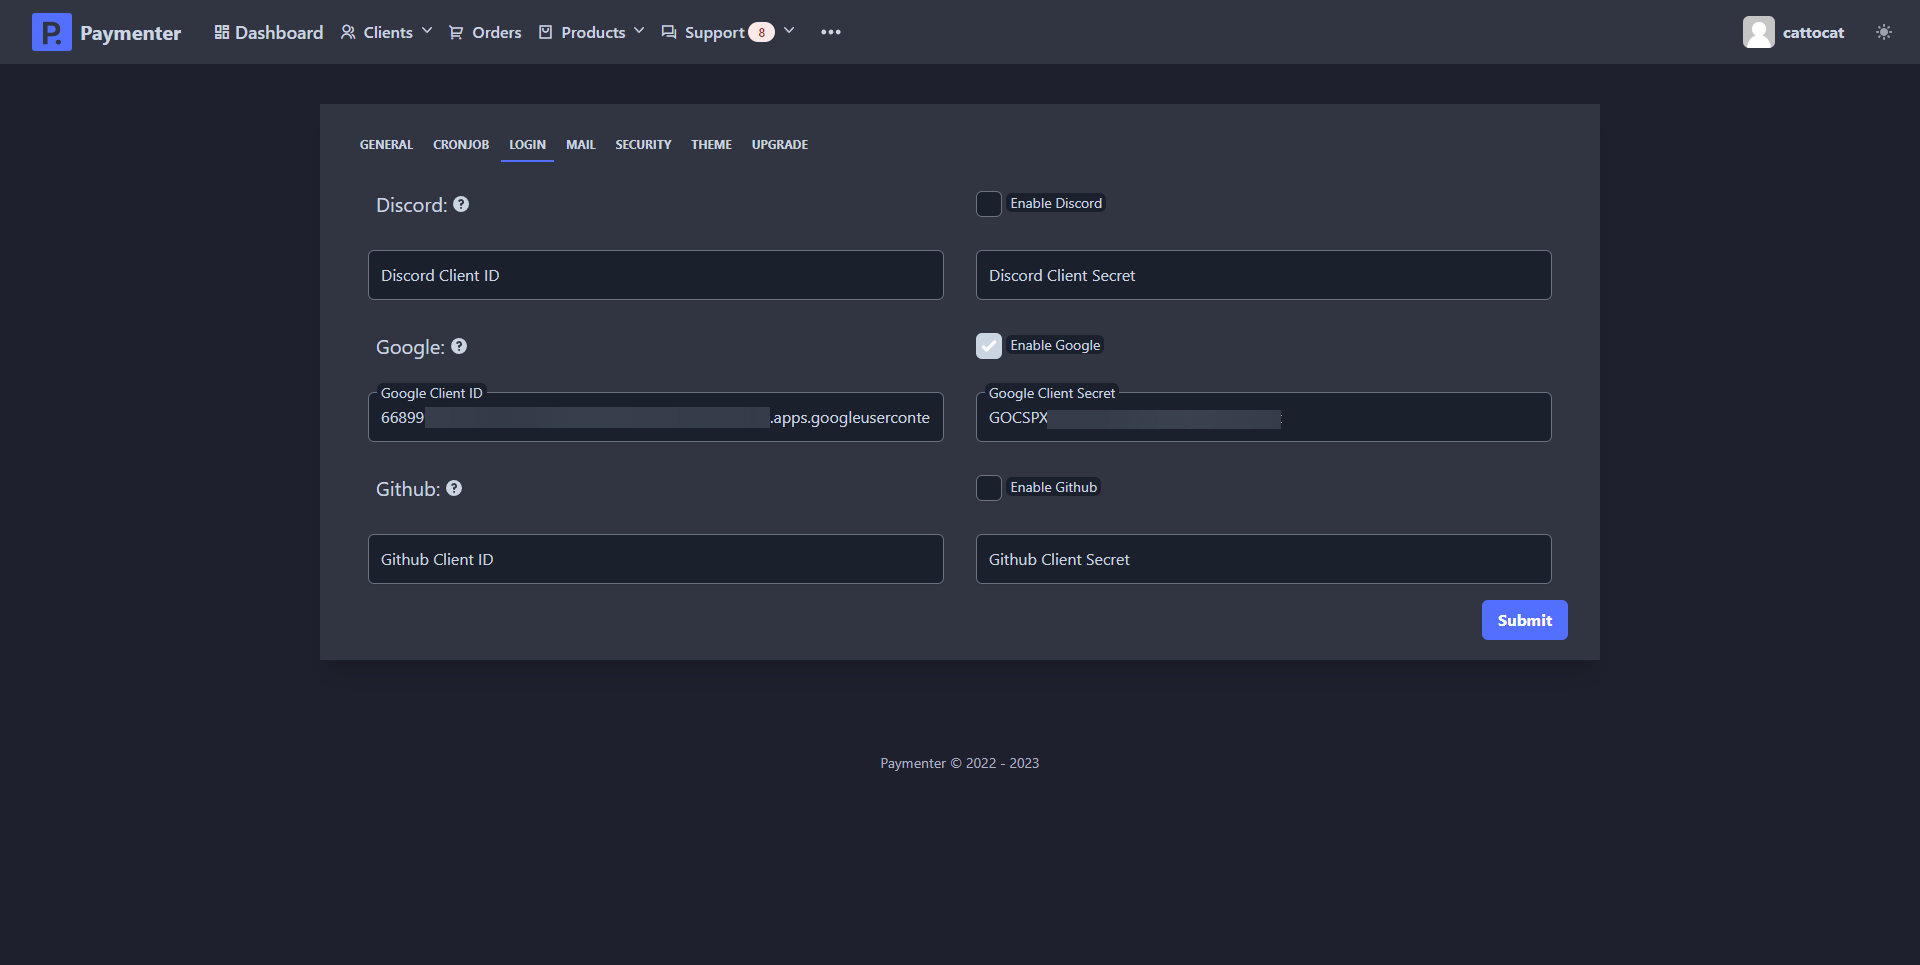 P. Paymenter Dashboard Clients Orders Products Support 8 cattocat
GENERAL CRONJOB LOGIN MAIL SECURITY THEME UPGRADE
Discord: ? Enable Discord
Discord Client ID Discord Client Secret
Google: ? Enable Google
Google Client ID Google Client Secret
66899 .apps.googleuserconte GOCSPX
Github: ? Enable Github
Github Client ID Github Client Secret
Submit
Paymenter © 2022 - 2023